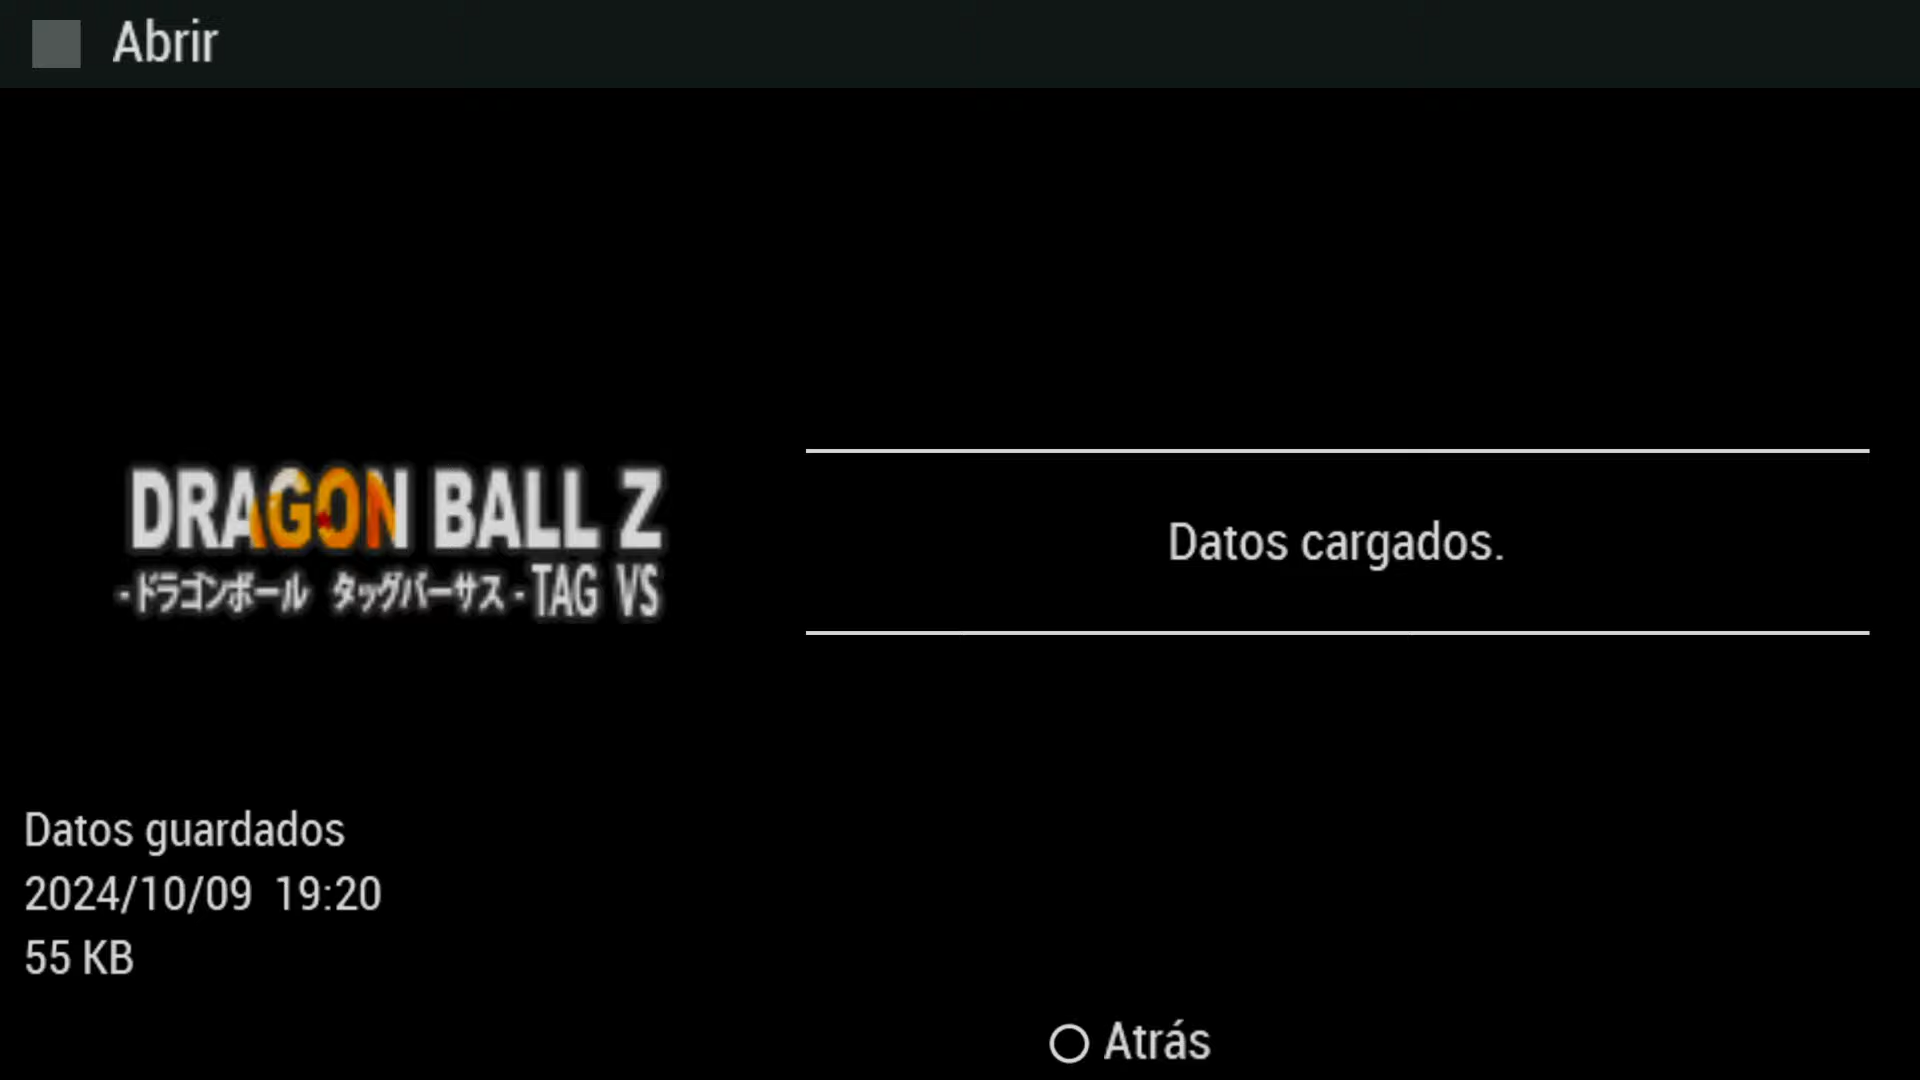 Abrir
DRAGON BALL Z
-ドラゴンボール タッグバーサス- TAG VS
Datos cargados.
Datos guardados
2024/10/09 19:20
55 KB
Atrás